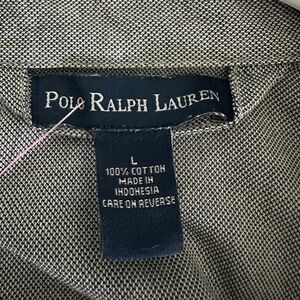 Polo Ralph Lauren
L
100% COTTON
MADE IN
INDONESIA
CARE ON REVERSE